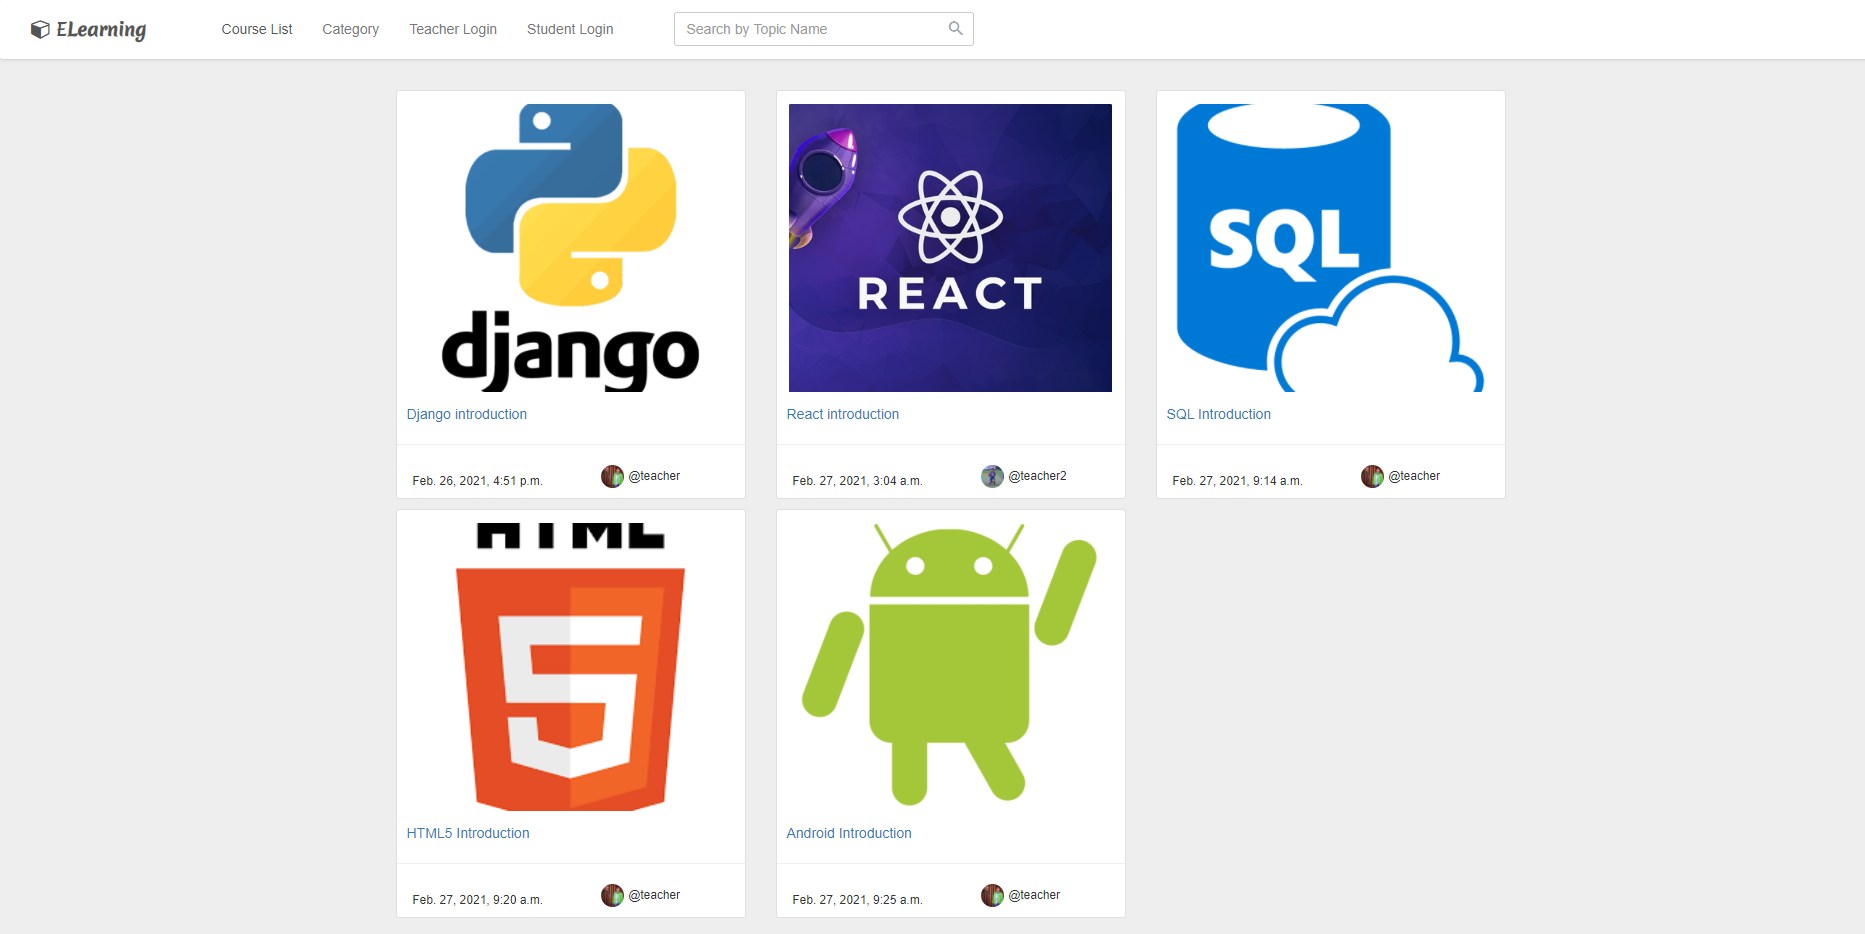 ELearning
Course List
Category
Teacher Login
Student Login
Search by Topic Name
django
Django introduction
Feb. 26, 2021, 4:51 p.m.
@teacher
REACT
React introduction
Feb. 27, 2021, 3:04 a.m.
@teacher2
SQL
SQL Introduction
Feb. 27, 2021, 9:14 a.m.
@teacher
HTML
5
HTML5 Introduction
Feb. 27, 2021, 9:20 a.m.
@teacher
Android Introduction
Feb. 27, 2021, 9:25 a.m.
@teacher